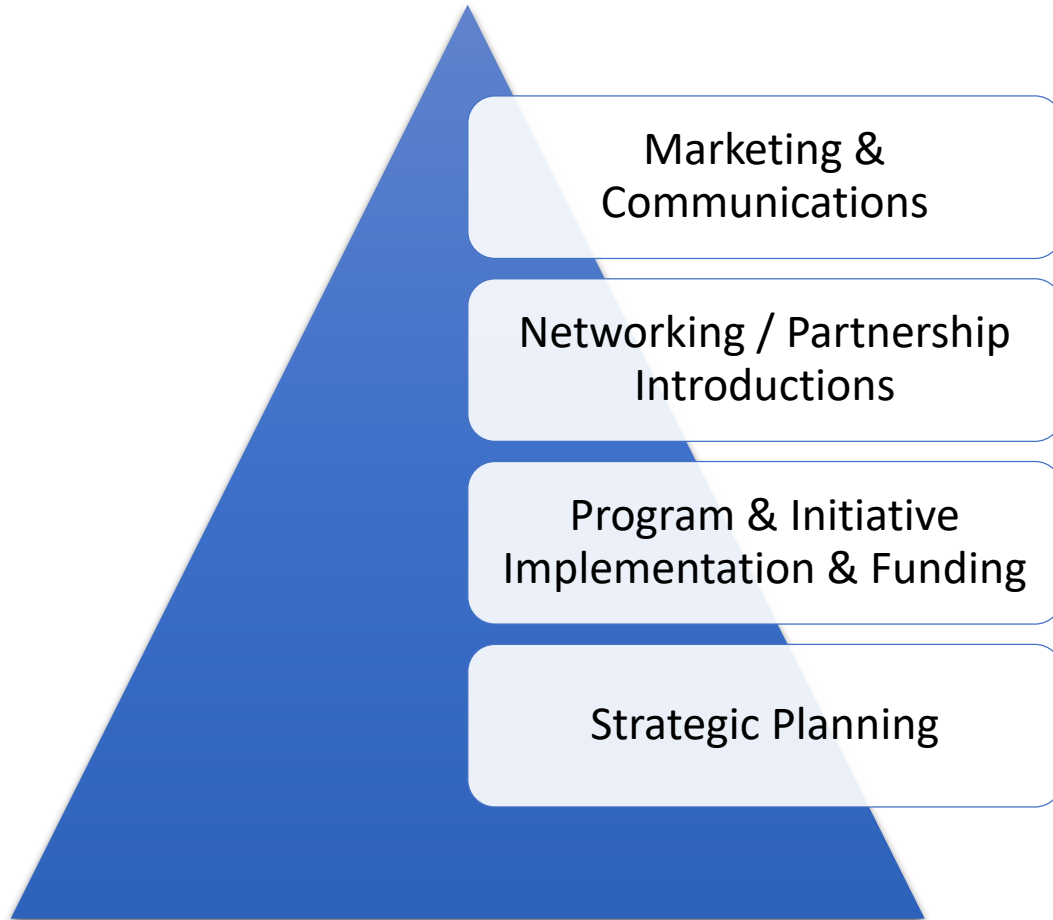 Marketing &
Communications
Networking / Partnership
Introductions
Program & Initiative
Implementation & Funding
Strategic Planning